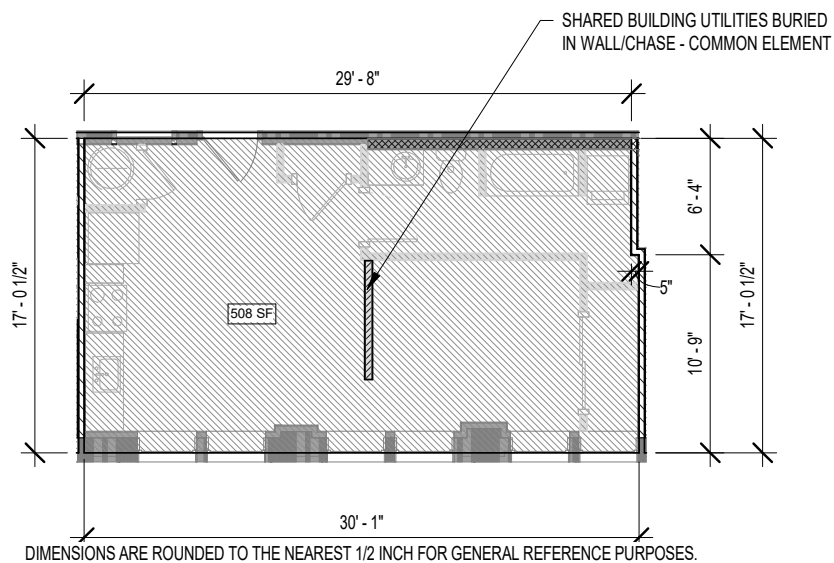 SHARED BUILDING UTILITIES BURIED
IN WALL/CHASE - COMMON ELEMENT
29' - 8"
6' - 4"
17' - 0 1/2"
17' - 0 1/2"
5"
508 SF
10' - 9"
30' - 1"
DIMENSIONS ARE ROUNDED TO THE NEAREST 1/2 INCH FOR GENERAL REFERENCE PURPOSES.